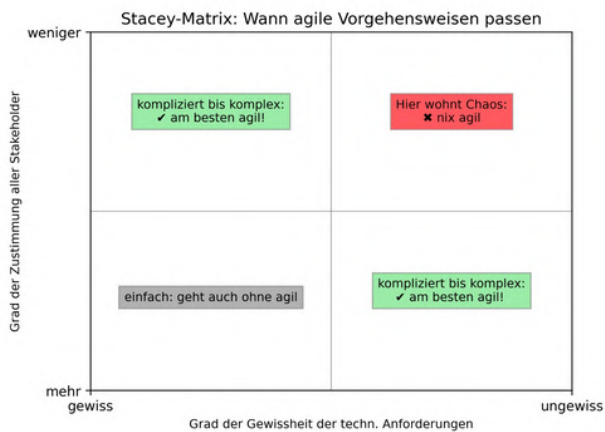 Stacey-Matrix: Wann agile Vorgehensweisen passen
weniger
Grad der Zustimmung aller Stakeholder
kompliziert bis komplex:
✔ am besten agil!
Hier wohnt Chaos:
✖ nix agil
einfach: geht auch ohne agil
kompliziert bis komplex:
✔ am besten agil!
mehr
gewiss
ungewiss
Grad der Gewissheit der techn. Anforderungen